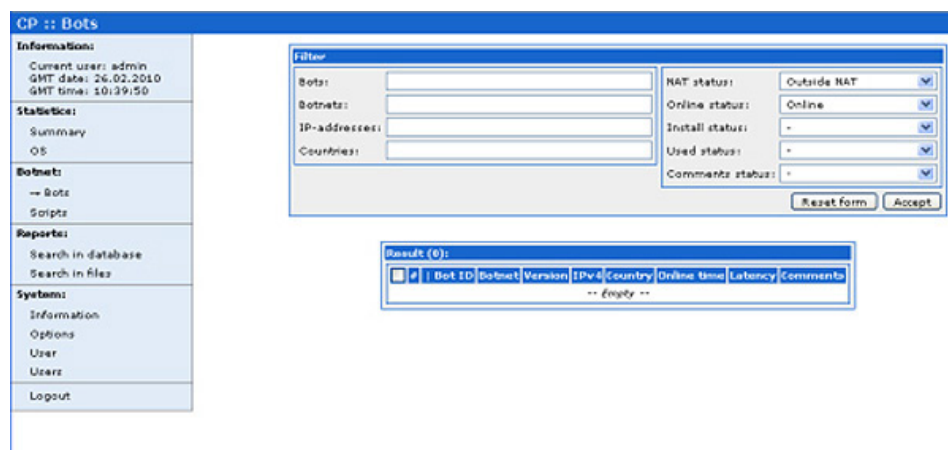 CP :: Bots
Information:
Current user: admin
GMT date: 26.02.2010
GMT time: 10:39:50
Statistics:
Summary
OS
Botnet:
→ Bots
Scripts
Reports:
Search in database
Search in files
System:
Information
Options
User
Users
Logout
Filter
Bots:
Botnets:
IP-addresses:
Countries:
NAT status: Outside NAT
Online status: Online
Install status: -
Used status: -
Comments status: -
Reset form Accept
Result (0):
# | Bot ID Botnet Version IPv4 Country Online time Latency Comments
-- Empty --